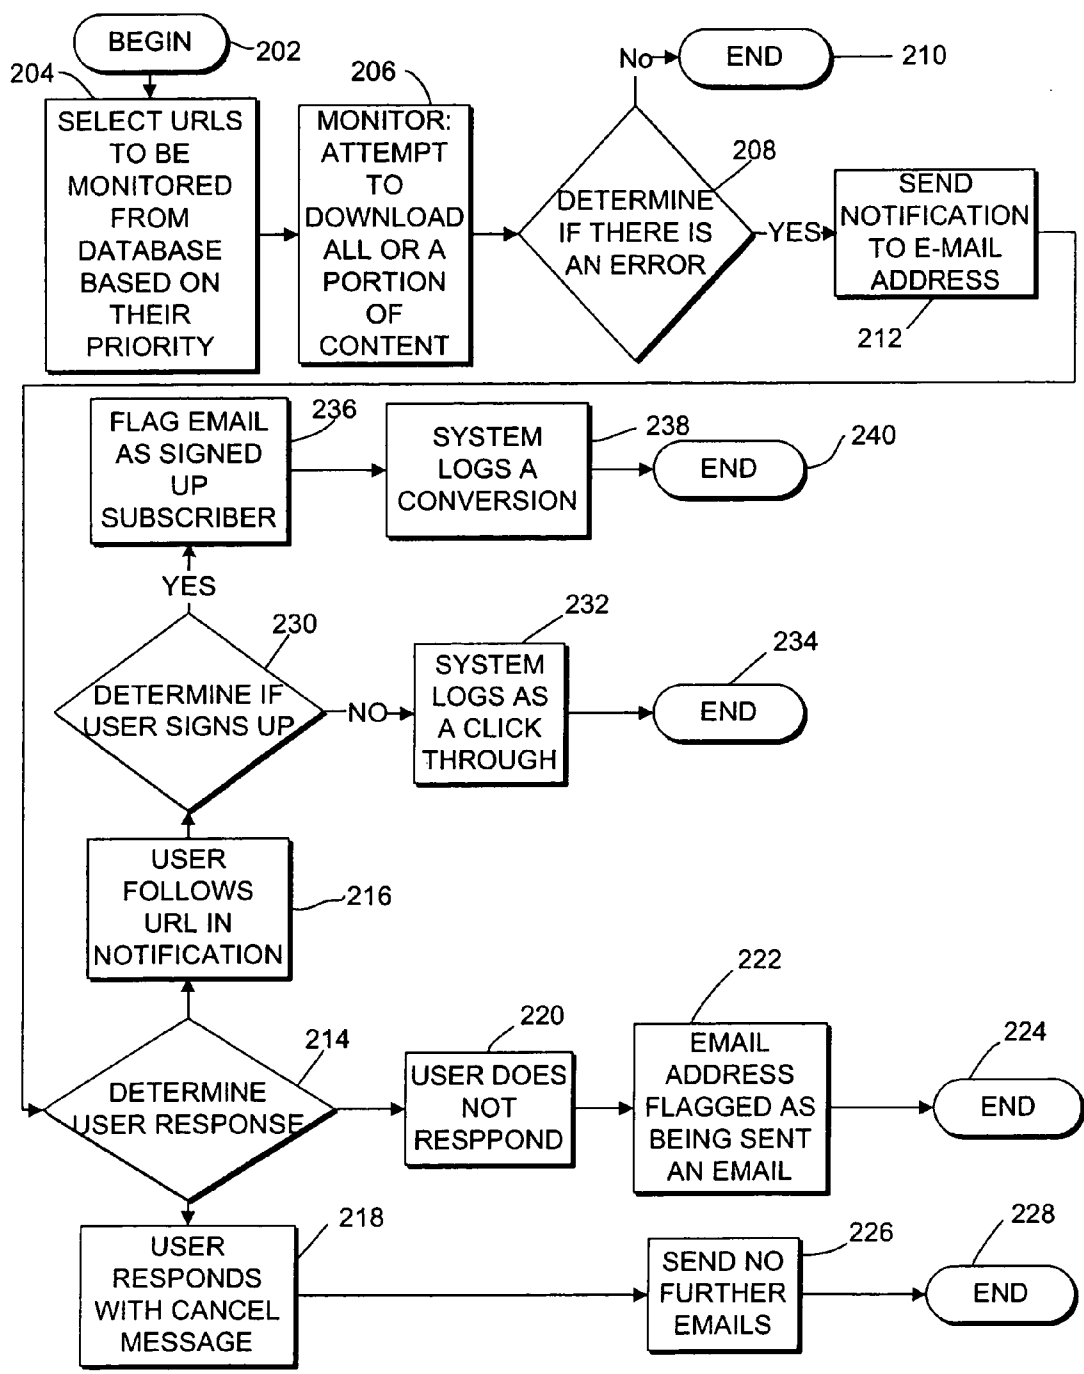 BEGIN
202
204
SELECT URLS
TO BE
MONITORED
FROM
DATABASE
BASED ON
THEIR
PRIORITY
206
MONITOR:
ATTEMPT
TO
DOWNLOAD
ALL OR A
PORTION
OF
CONTENT
No
END
210
208
DETERMINE
IF THERE IS
AN ERROR
YES
SEND
NOTIFICATION
TO E-MAIL
ADDRESS
212
FLAG EMAIL
AS SIGNED
UP
SUBSCRIBER
236
SYSTEM
LOGS A
CONVERSION
238
END
240
YES
230
DETERMINE IF
USER SIGNS UP
NO
232
SYSTEM
LOGS AS
A CLICK
THROUGH
234
END
USER
FOLLOWS
URL IN
NOTIFICATION
216
214
DETERMINE
USER RESPONSE
220
USER DOES
NOT
RESPPOND
222
EMAIL
ADDRESS
FLAGGED AS
BEING SENT
AN EMAIL
224
END
218
USER
RESPONDS
WITH CANCEL
MESSAGE
226
SEND NO
FURTHER
EMAILS
228
END